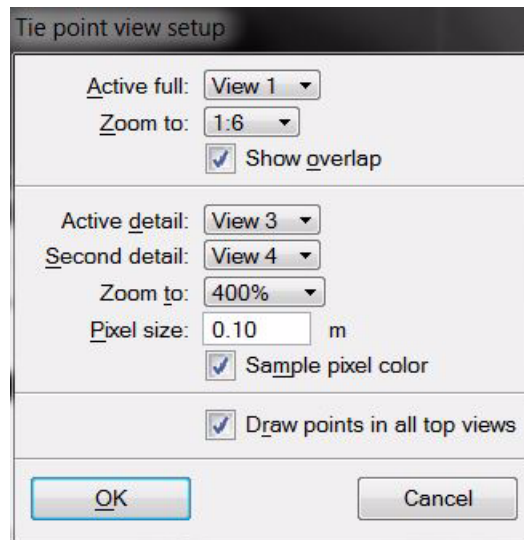 Tie point view setup
Active full: View 1
Zoom to: 1:6
Show overlap
Active detail: View 3
Second detail: View 4
Zoom to: 400%
Pixel size: 0.10 m
Sample pixel color
Draw points in all top views
OK Cancel